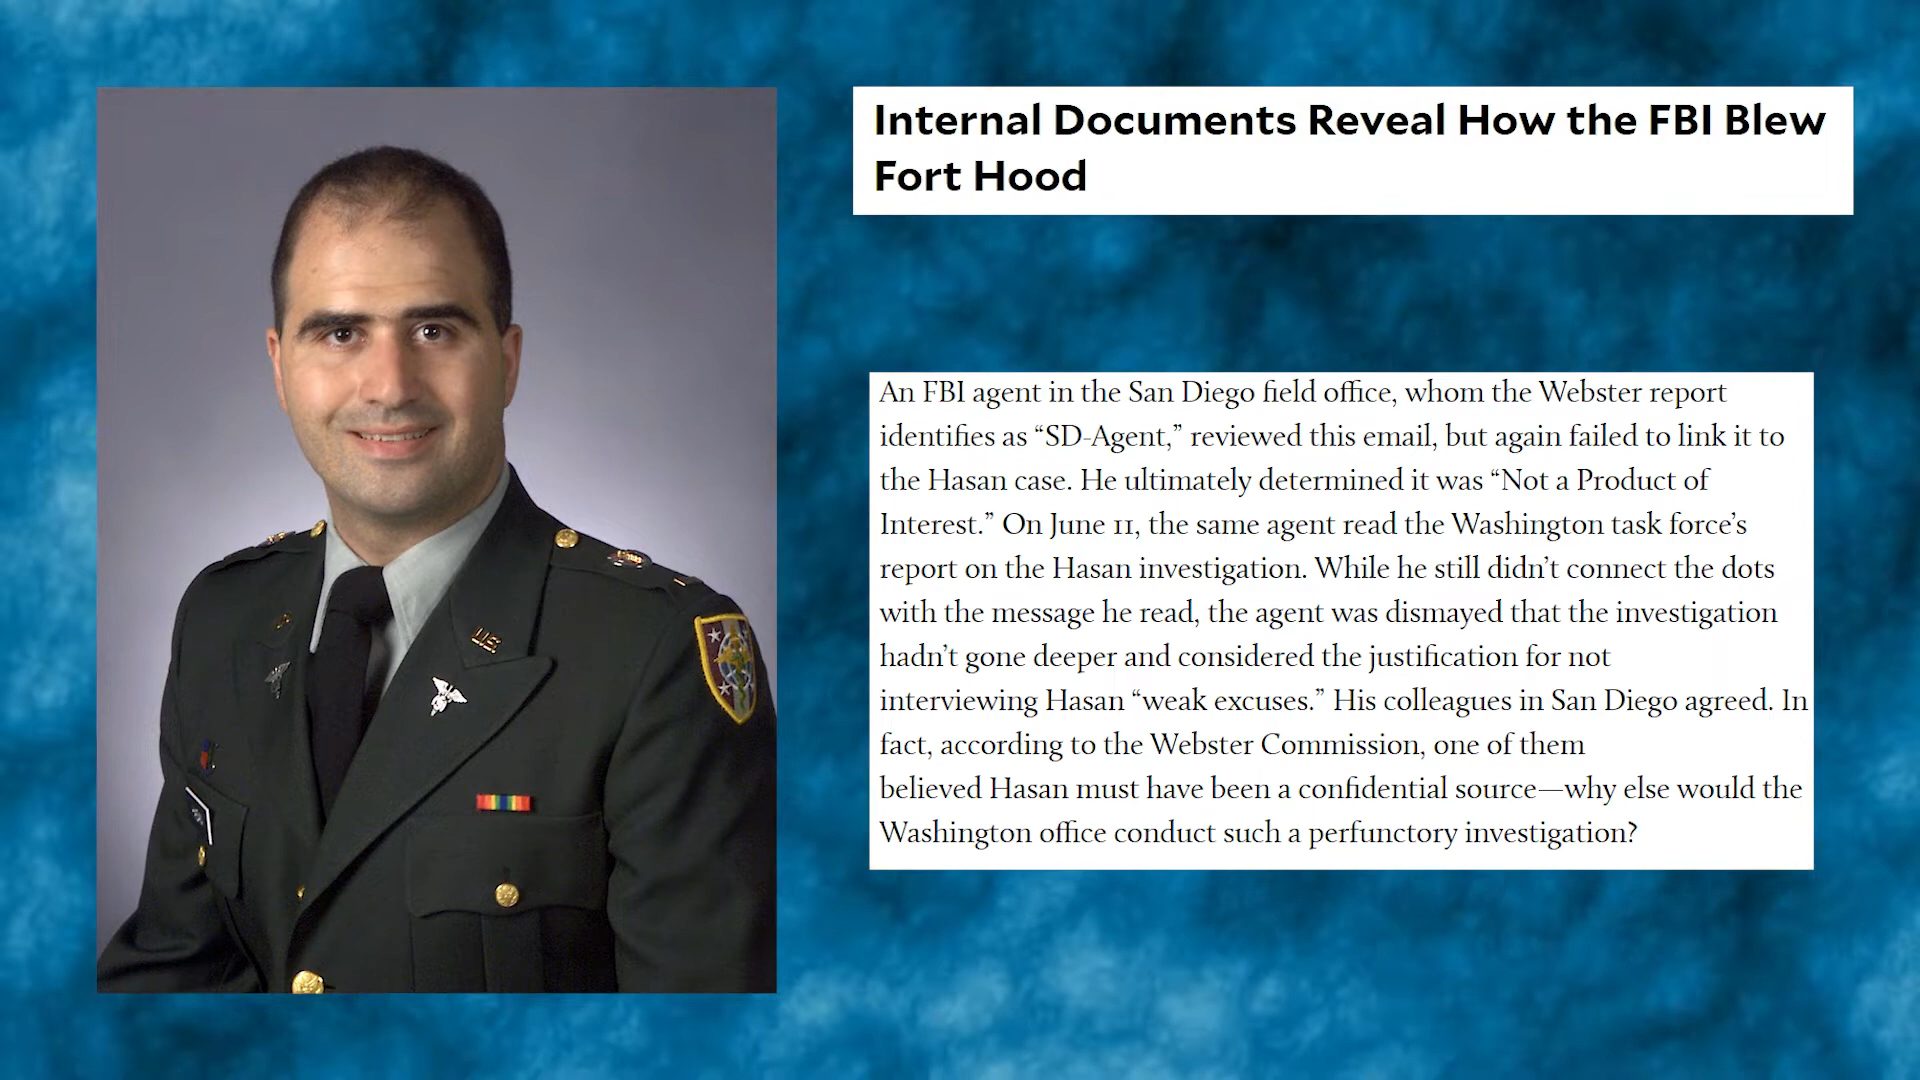 Internal Documents Reveal How the FBI Blew
Fort Hood
An FBI agent in the San Diego field office, whom the Webster report
identifies as “SD-Agent,” reviewed this email, but again failed to link it to
the Hasan case. He ultimately determined it was “Not a Product of
Interest.” On June 11, the same agent read the Washington task force’s
report on the Hasan investigation. While he still didn’t connect the dots
with the message he read, the agent was dismayed that the investigation
hadn’t gone deeper and considered the justification for not
interviewing Hasan “weak excuses.” His colleagues in San Diego agreed. In
fact, according to the Webster Commission, one of them
believed Hasan must have been a confidential source—why else would the
Washington office conduct such a perfunctory investigation?
U.S.